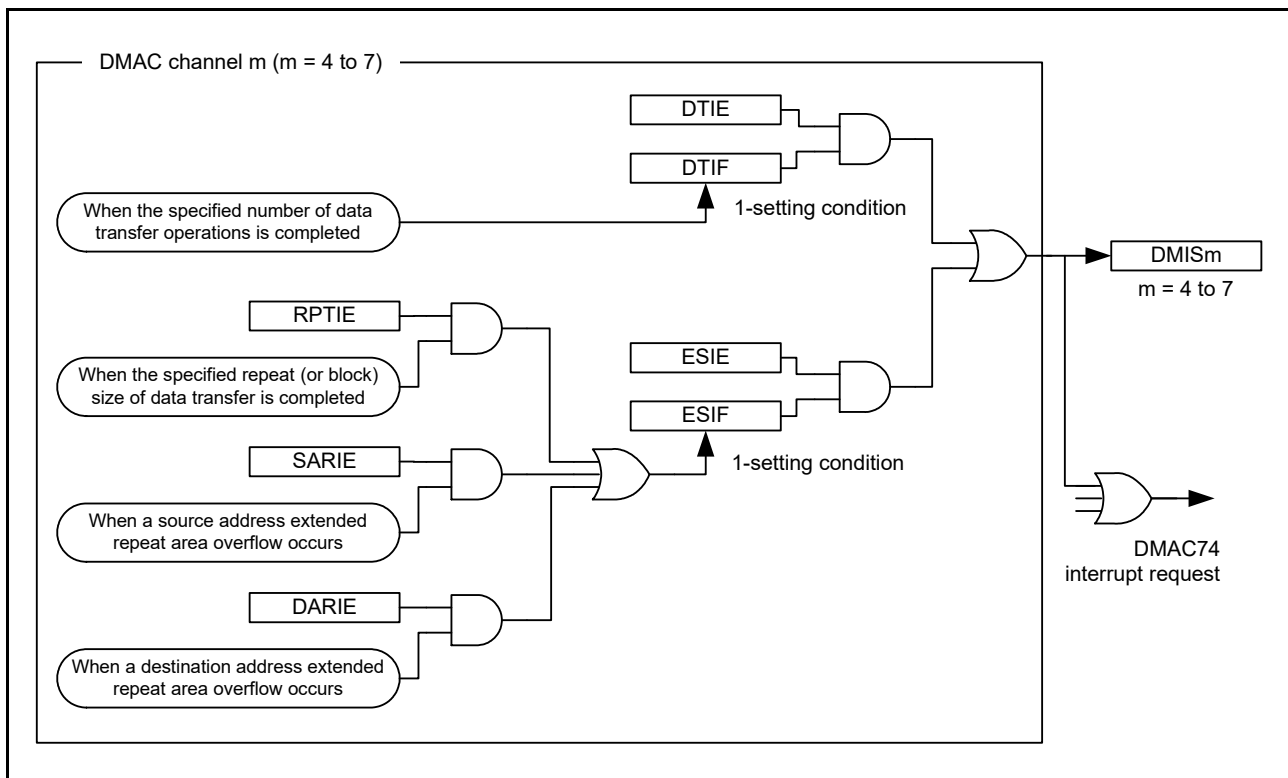 DMAC channel m (m = 4 to 7)
DTIE
DTIF
1-setting condition
When the specified number of data
transfer operations is completed
DMISm
m = 4 to 7
RPTIE
When the specified repeat (or block)
size of data transfer is completed
ESIE
ESIF
1-setting condition
SARIE
When a source address extended
repeat area overflow occurs
DMAC74
interrupt request
DARIE
When a destination address extended
repeat area overflow occurs